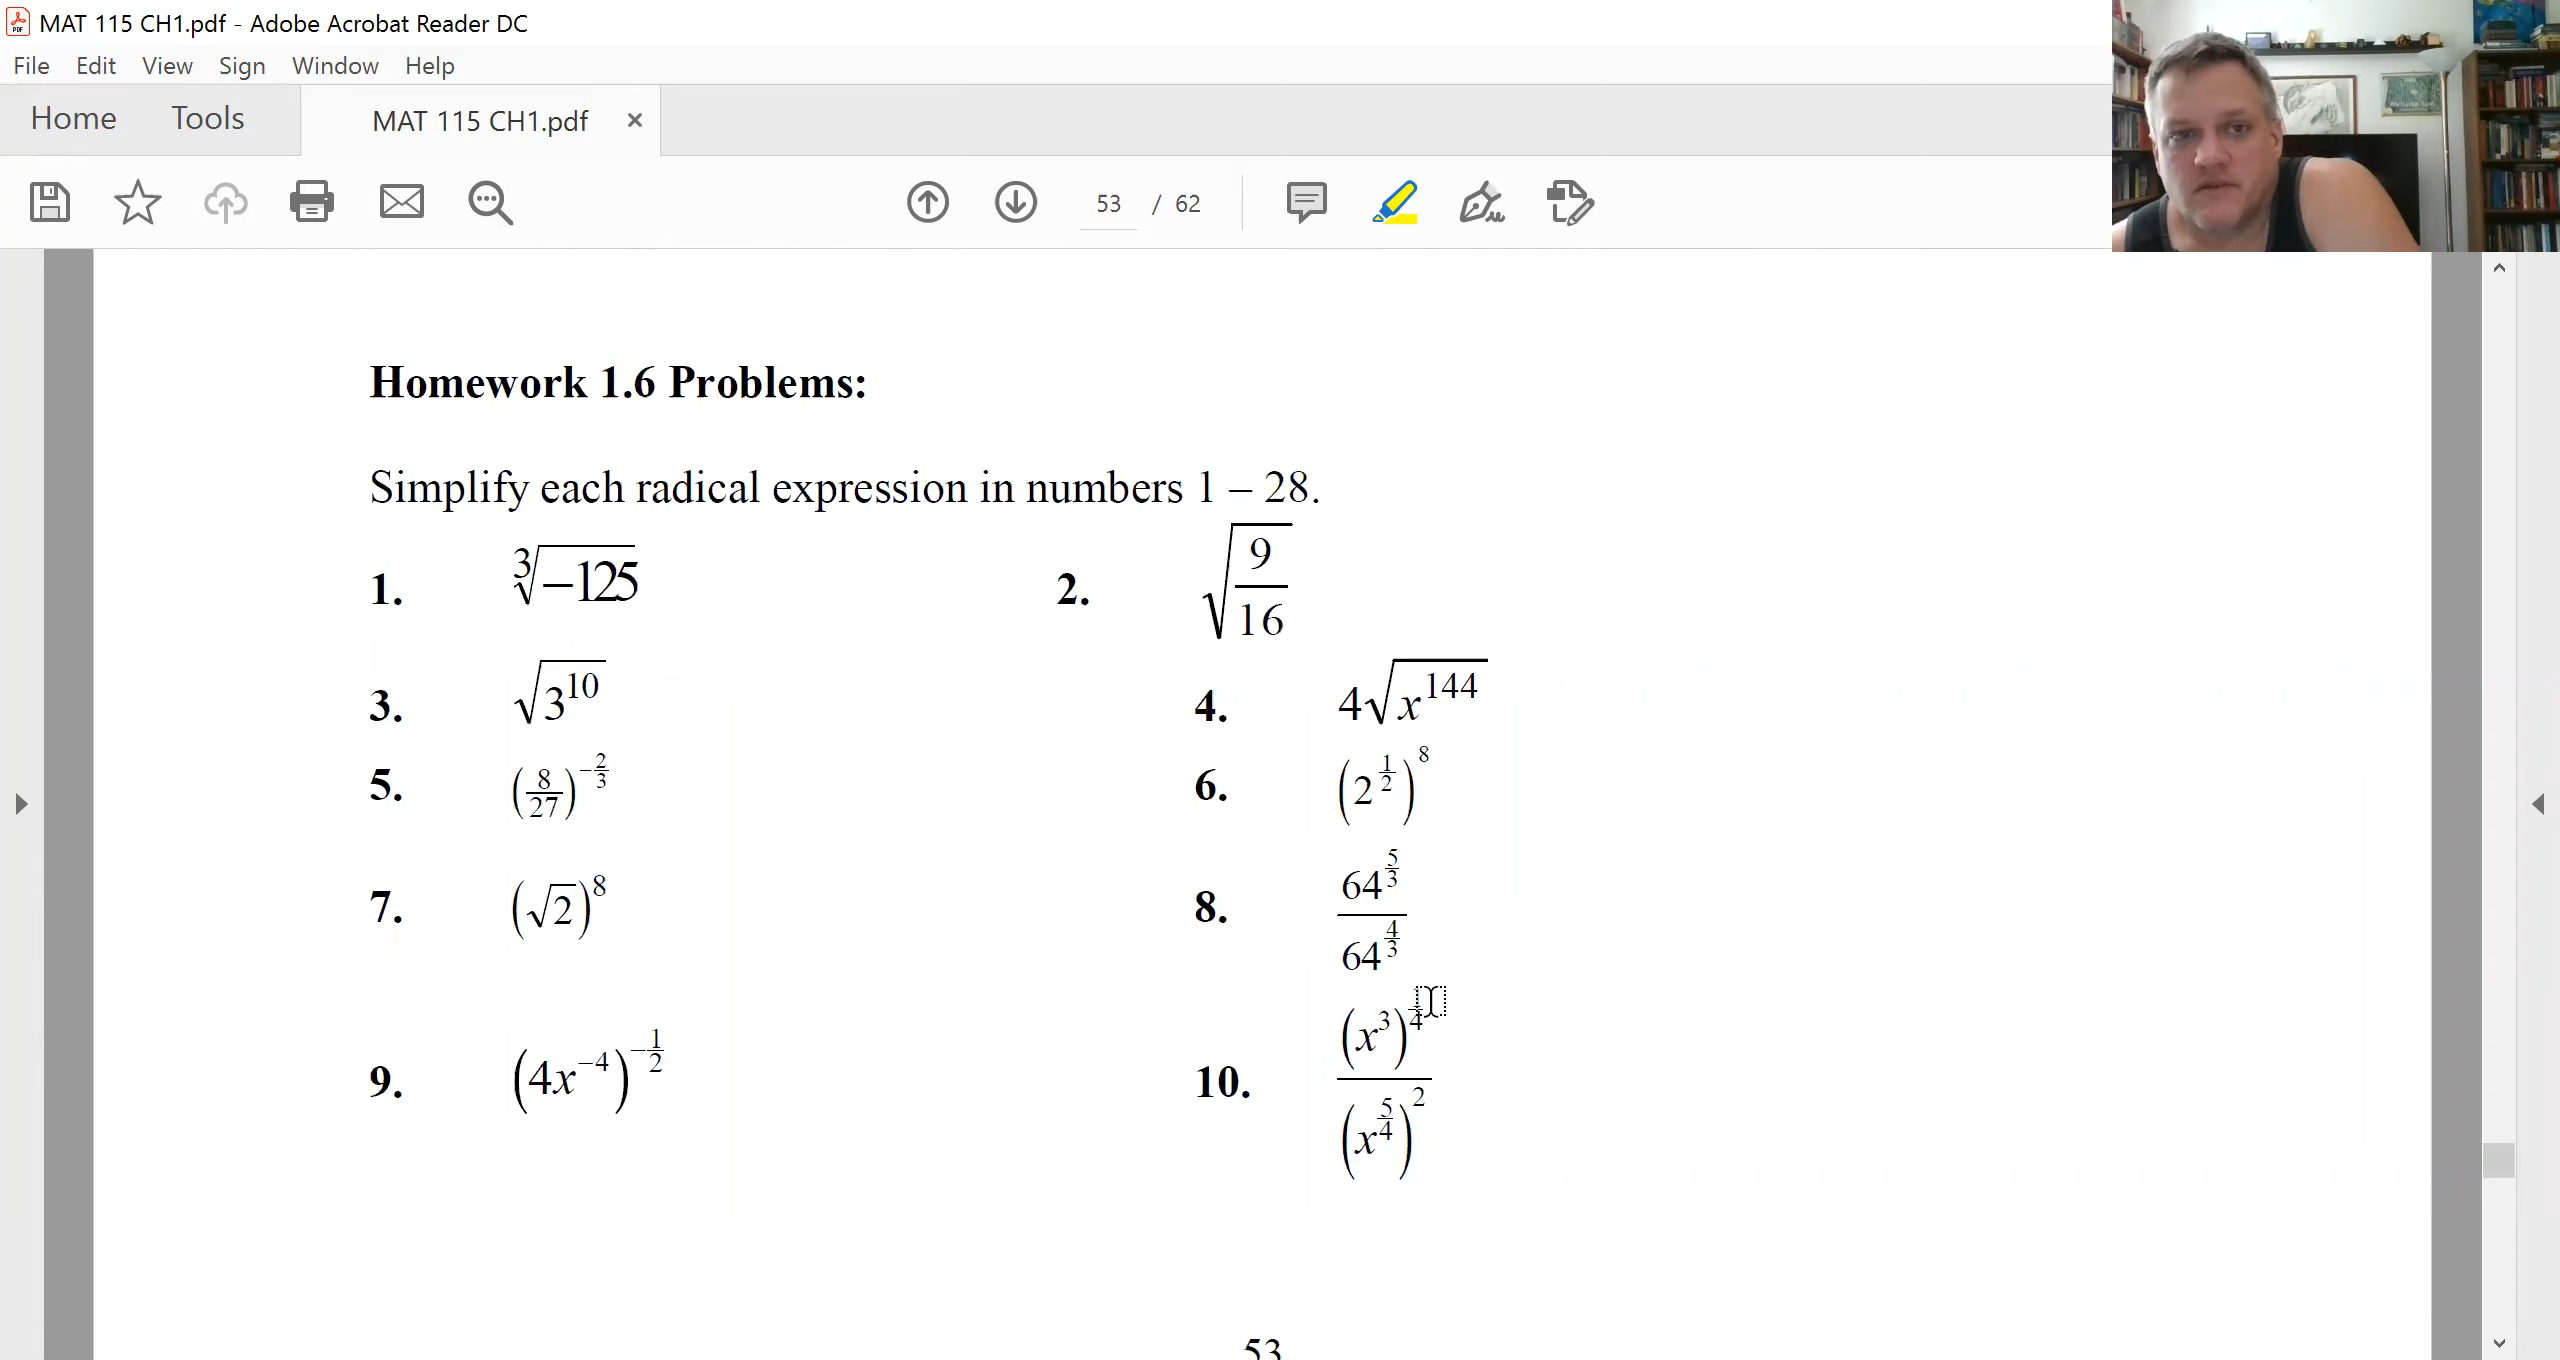 MAT 115 CH1.pdf - Adobe Acrobat Reader DC
File Edit View Sign Window Help
Home Tools MAT 115 CH1.pdf ×
53 / 62
Homework 1.6 Problems:
Simplify each radical expression in numbers 1 – 28.
1. ∛(−125) 2. √(9/16)
3. √(3^10) 4. 4√(x^144)
5. (8/27)^(−2/3) 6. (2^(1/2))^8
7. (√2)^8 8. 64^(5/3) / 64^(4/3)
9. (4x^(−4))^(−1/2) 10. (x^3)^(1/4) / (x^(5/4))^2
53